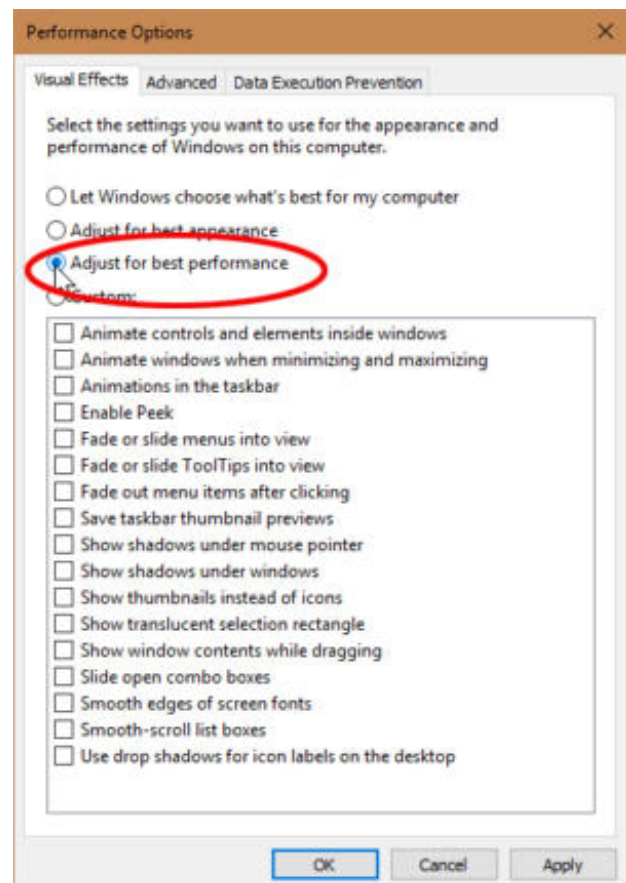 Performance Options
Visual Effects Advanced Data Execution Prevention
Select the settings you want to use for the appearance and
performance of Windows on this computer.
Let Windows choose what's best for my computer
Adjust for best appearance
Adjust for best performance
Custom:
Animate controls and elements inside windows
Animate windows when minimizing and maximizing
Animations in the taskbar
Enable Peek
Fade or slide menus into view
Fade or slide ToolTips into view
Fade out menu items after clicking
Save taskbar thumbnail previews
Show shadows under mouse pointer
Show shadows under windows
Show thumbnails instead of icons
Show translucent selection rectangle
Show window contents while dragging
Slide open combo boxes
Smooth edges of screen fonts
Smooth-scroll list boxes
Use drop shadows for icon labels on the desktop
OK Cancel Apply